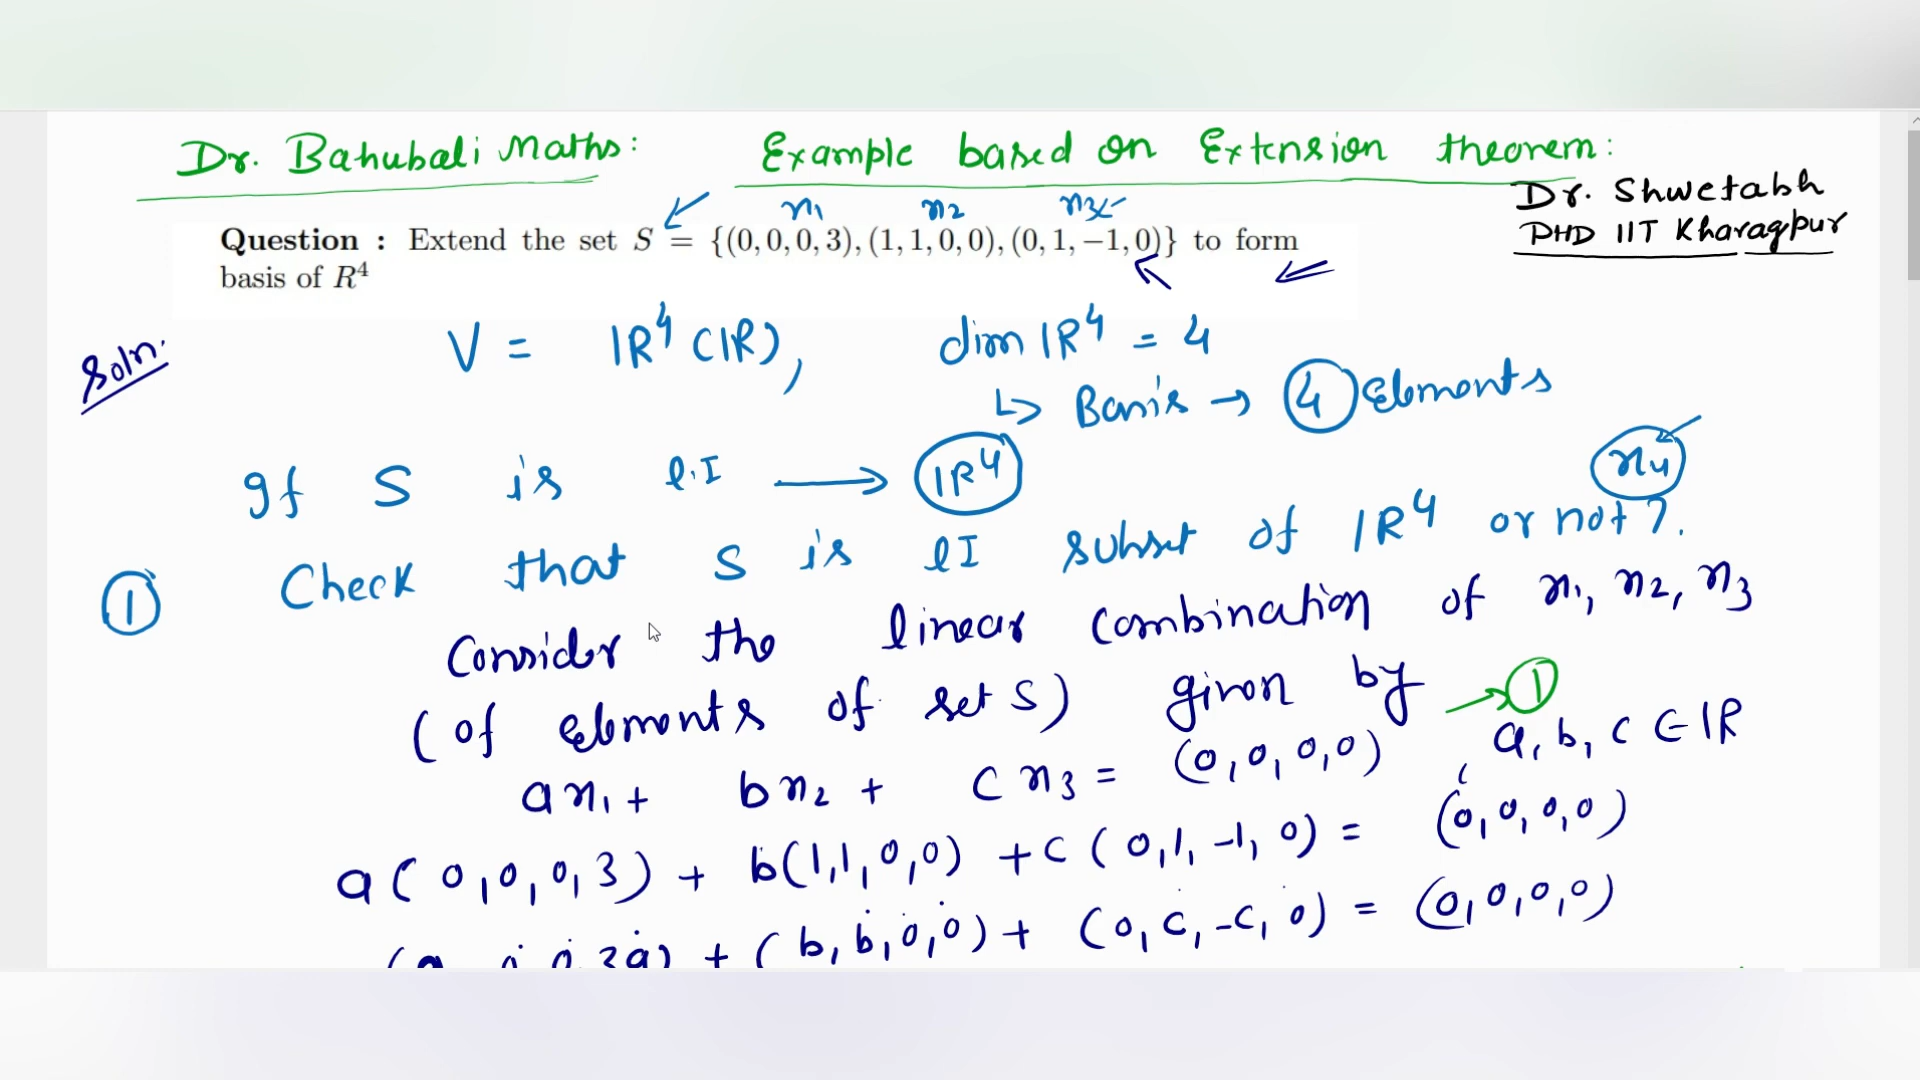 Dr. Bahubali Maths: Example based on Extension theorem:
Dr. Shwetabh
PHD IIT Kharagpur
x1 x2 x3
Question : Extend the set S = {(0, 0, 0, 3), (1, 1, 0, 0), (0, 1, −1, 0)} to form
basis of R⁴
Soln.
V = IR⁴(IR), dim IR⁴ = 4
↳ Basis → 4 Elements
If S is l.I → IR⁴
x4
1 Check that S is lI subset of IR⁴ or not?.
Consider the linear combination of x1, x2, x3
(of elements of set S) given by → 1
ax1 + bx2 + cx3 = (0,0,0,0), a, b, c ∈ IR
a(0,0,0,3) + b(1,1,0,0) + c(0,1,-1,0) = (0,0,0,0)
3a) + (b, b, 0, 0) + (0, c, -c, 0) = (0,0,0,0)